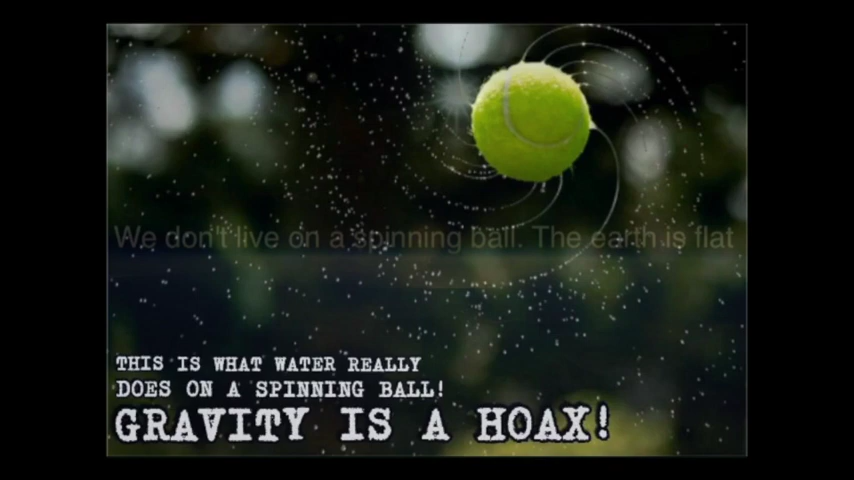 We don't live on a spinning ball. The earth is flat
THIS IS WHAT WATER REALLY
DOES ON A SPINNING BALL!
GRAVITY IS A HOAX!